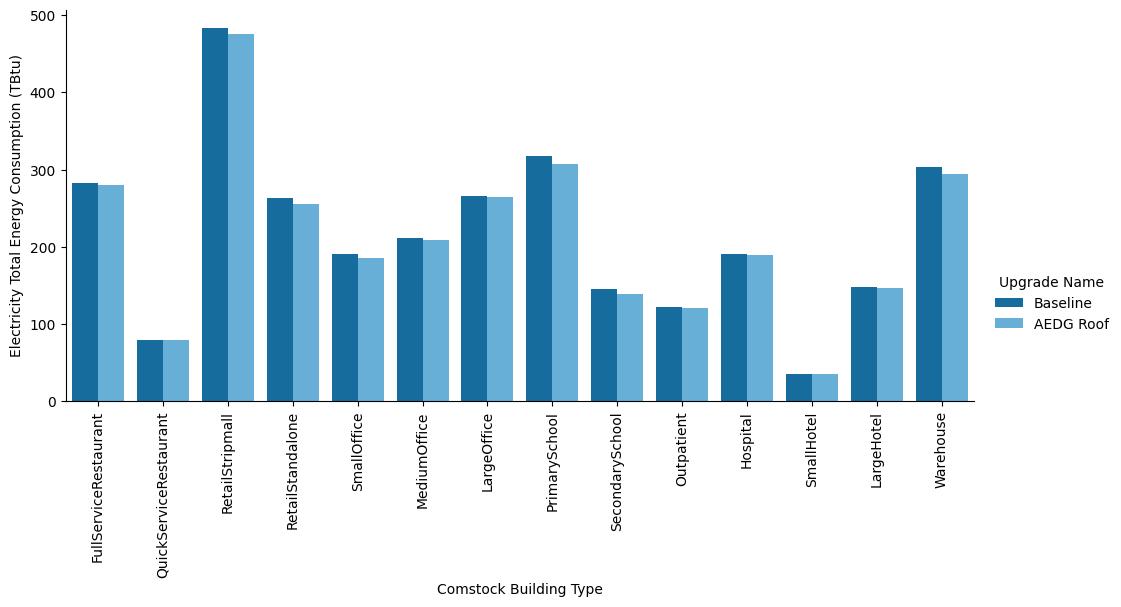 500
400
300
200
100
0
Electricity Total Energy Consumption (TBtu)
FullServiceRestaurant
QuickServiceRestaurant
RetailStripmall
RetailStandalone
SmallOffice
MediumOffice
LargeOffice
PrimarySchool
SecondarySchool
Outpatient
Hospital
SmallHotel
LargeHotel
Warehouse
Comstock Building Type
Upgrade Name
Baseline
AEDG Roof